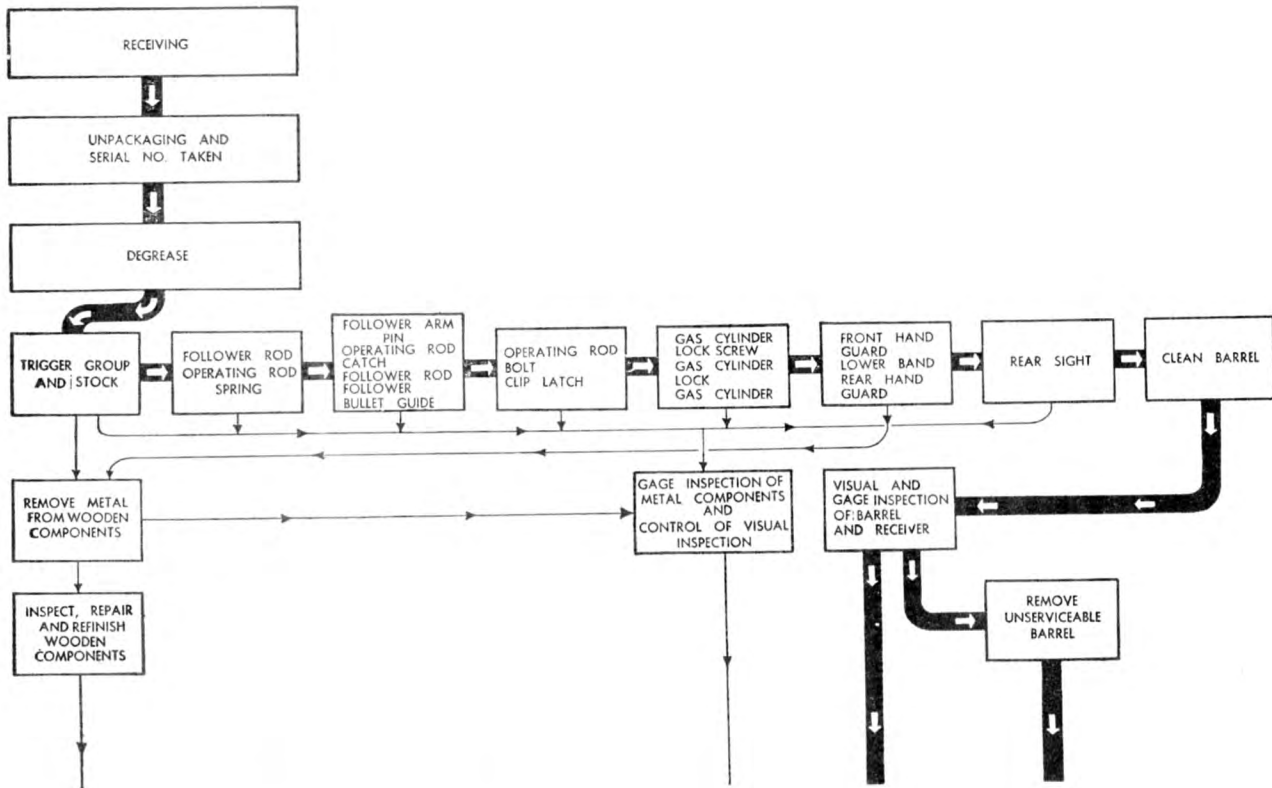 RECEIVING
UNPACKAGING AND
SERIAL NO. TAKEN
DEGREASE
TRIGGER GROUP
AND STOCK
FOLLOWER ROD
OPERATING ROD
SPRING
FOLLOWER ARM
PIN
OPERATING ROD
CATCH
FOLLOWER ROD
FOLLOWER
BULLET GUIDE
OPERATING ROD
BOLT
CLIP LATCH
GAS CYLINDER
LOCK SCREW
GAS CYLINDER
LOCK
GAS CYLINDER
FRONT HAND
GUARD
LOWER BAND
REAR HAND
GUARD
REAR SIGHT
CLEAN BARREL
REMOVE METAL
FROM WOODEN
COMPONENTS
GAGE INSPECTION OF
METAL COMPONENTS
AND
CONTROL OF VISUAL
INSPECTION
VISUAL AND
GAGE INSPECTION
OF: BARREL
AND RECEIVER
INSPECT, REPAIR
AND REFINISH
WOODEN
COMPONENTS
REMOVE
UNSERVICEABLE
BARREL